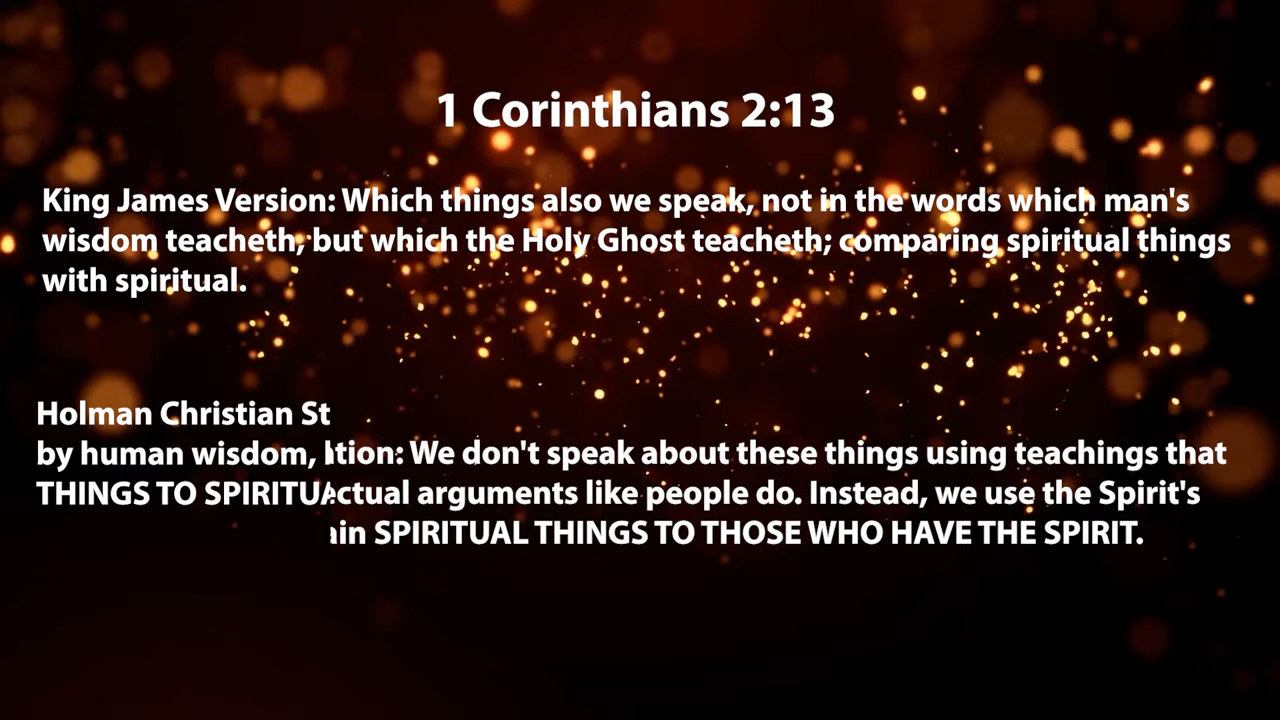 1 Corinthians 2:13
King James Version: Which things also we speak, not in the words which man's
wisdom teacheth, but which the Holy Ghost teacheth; comparing spiritual things
with spiritual.
Holman Christian St
by human wisdom, ltion: We don't speak about these things using teachings that
THINGS TO SPIRITUActual arguments like people do. Instead, we use the Spirit's
ain SPIRITUAL THINGS TO THOSE WHO HAVE THE SPIRIT.